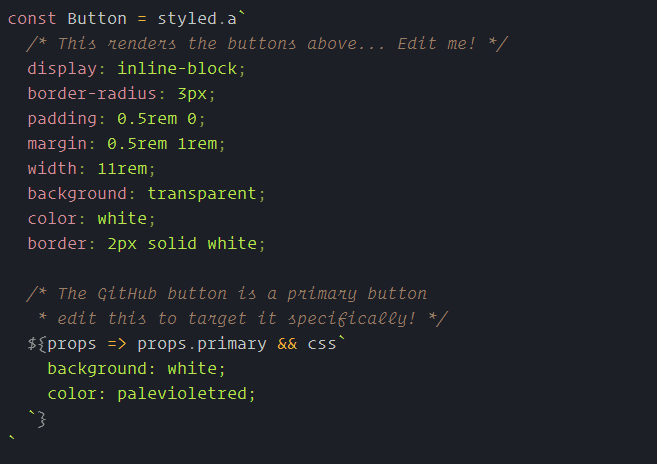 const Button = styled.a`
/* This renders the buttons above... Edit me! */
display: inline-block;
border-radius: 3px;
padding: 0.5rem 0;
margin: 0.5rem 1rem;
width: 11rem;
background: transparent;
color: white;
border: 2px solid white;
/* The GitHub button is a primary button
* edit this to target it specifically! */
${props => props.primary && css`
background: white;
color: palevioletred;
`}
`